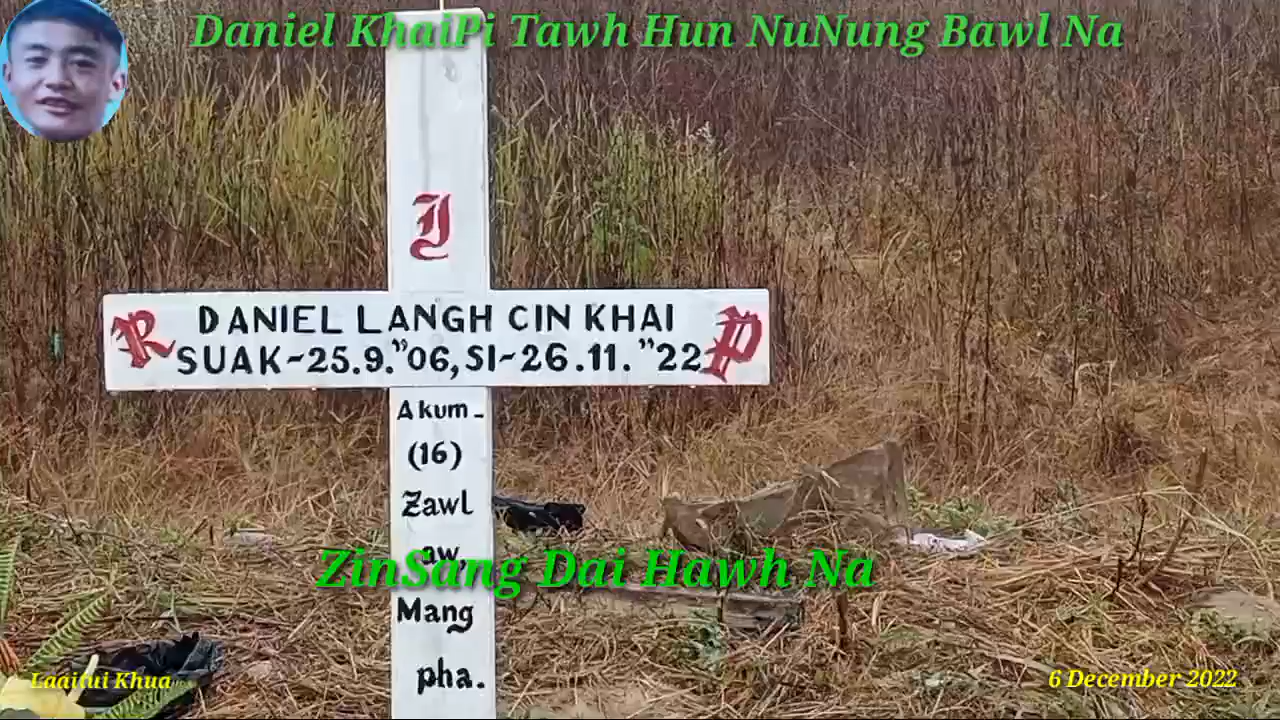 Daniel KhaiPi Tawh Hun NuNung Bawl Na
I
R
DANIEL LANGH CIN KHAI
SUAK~25.9."06, SI~26.11."22
P
Akum-
(16)
Zawl
aw,
ZinSang Dai Hawh Na
Mang
pha.
Laaitui Khua
6 December 2022